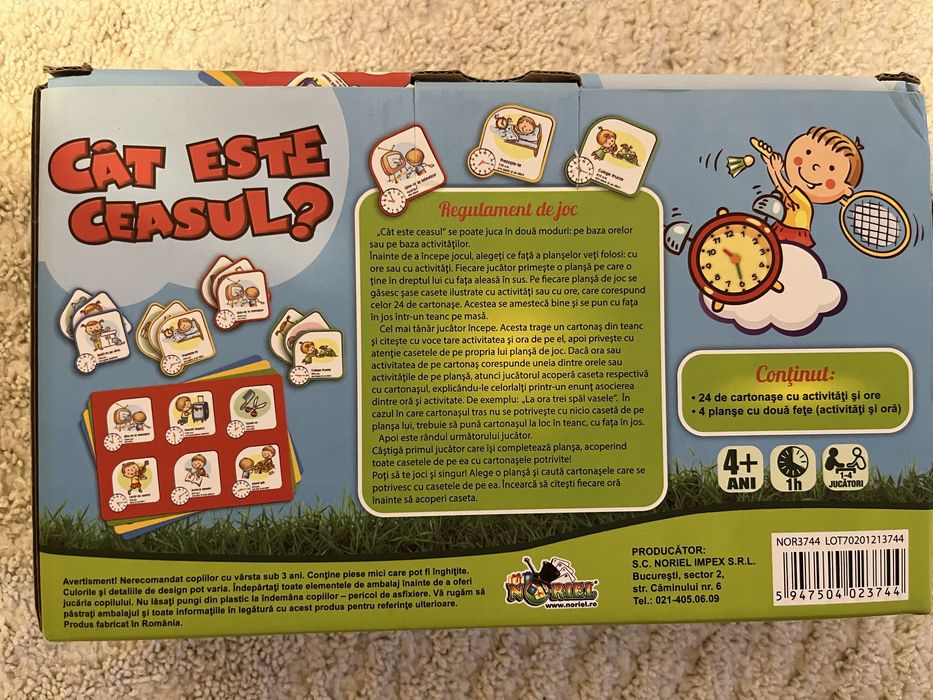 CÂT ESTE
CEASUL?
Regulament de joc
„Cât este ceasul” se poate juca în două moduri: pe baza orelor
sau pe baza activităților.
Înainte de a începe jocul, alegeți ce față a planșelor veți folosi: cu
ore sau cu activități. Fiecare jucător primește o planșă pe care o
ține în dreptul lui cu fața aleasă în sus. Pe fiecare planșă de joc se
găsesc șase casete ilustrate cu activități sau cu ore, care corespund
celor 24 de cartonașe. Acestea se amestecă bine și se pun cu fața
în jos într-un teanc pe masă.
Cel mai tânăr jucător începe. Acesta trage un cartonaș din teanc
și citește cu voce tare activitatea și ora de pe el, apoi privește cu
atenție casetele de pe propria lui planșă de joc. Dacă ora sau
activitatea de pe cartonaș corespunde uneia dintre orele sau
activitățile de pe planșă, atunci jucătorul acoperă caseta respectivă
cu cartonașul, explicându-le celorlalți printr-un enunț asocierea
dintre oră și activitate. De exemplu: „La ora trei spăl vasele”. În
cazul în care cartonașul tras nu se potrivește cu nicio casetă de pe
planșa lui, trebuie să pună cartonașul la loc în teanc, cu fața în jos.
Apoi este rândul următorului jucător.
Câștigă primul jucător care își completează planșa, acoperind
toate casetele de pe ea cu cartonașele potrivite!
Poți să te joci și singur! Alege o planșă și caută cartonașele care se
potrivesc cu casetele de pe ea. Încearcă să citești fiecare oră
înainte să acoperi caseta.
Conținut:
• 24 de cartonașe cu activități și ore
• 4 planșe cu două fețe (activități și oră)
4+
ANI
1h
1-4
JUCĂTORI
Avertisment! Nerecomandat copiilor cu vârsta sub 3 ani. Conține piese mici care pot fi înghițite.
Culorile și detaliile de design pot varia. Îndepărtați toate elementele de ambalaj înainte de a oferi
jucăria copilului. Nu lăsați pungi din plastic la îndemâna copiilor – pericol de asfixiere. Vă rugăm să
păstrați ambalajul și toate informațiile în legătură cu acest produs pentru referințe ulterioare.
Produs fabricat în România.
NORIEL
www.noriel.ro
PRODUCĂTOR:
S.C. NORIEL IMPEX S.R.L.
București, sector 2,
str. Căminului nr. 6
Tel.: 021-405.06.09
NOR3744 LOT70201213744
5 947504 023744